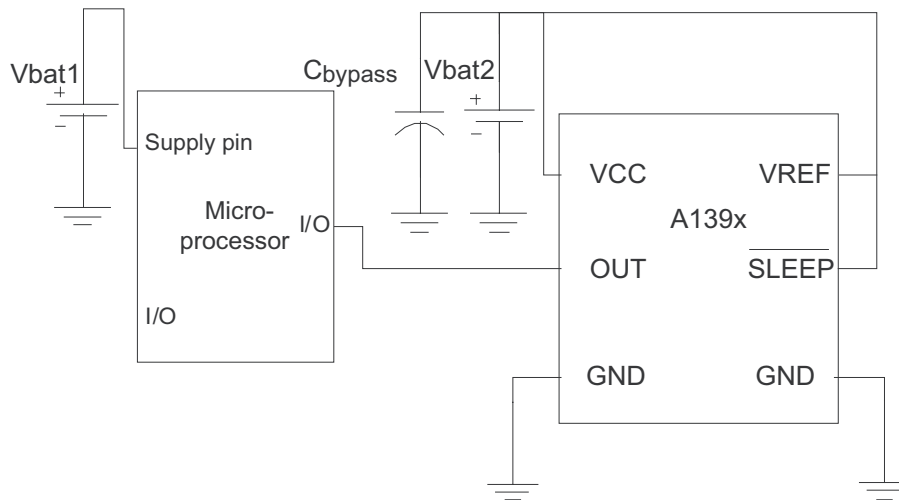 Vbat1
+
-
Cbypass
Vbat2
+
-
Supply pin
Micro-
processor
I/O
I/O
VCC
VREF
A139x
OUT
SLEEP
GND
GND